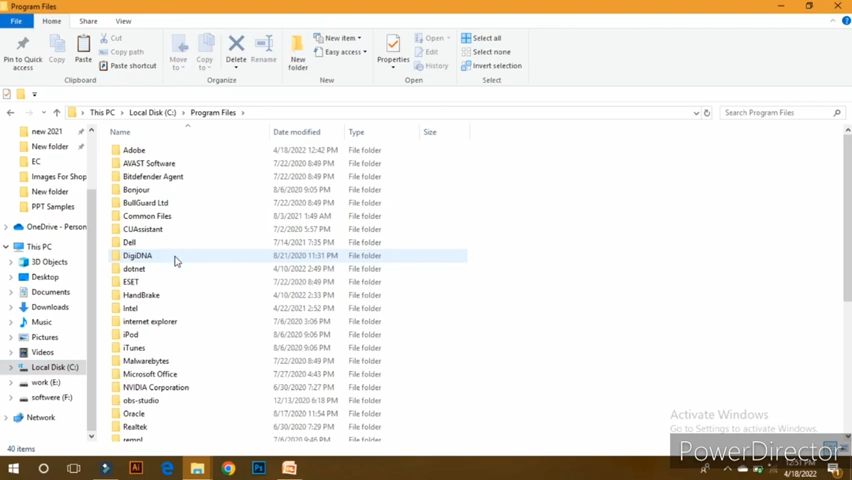 Program Files
File Home Share View
Pin to Quick access
Copy
Paste
Cut
Copy path
Paste shortcut
Clipboard
Move to
Copy to
Delete
Rename
Organize
New folder
New item
Easy access
New
Properties
Open
Edit
History
Open
Select all
Select none
Invert selection
Select
This PC > Local Disk (C:) > Program Files >
Search Program Files
new 2021
New folder
EC
Images For Shop
New folder
PPT Samples
OneDrive - Person
This PC
3D Objects
Desktop
Documents
Downloads
Music
Pictures
Videos
Local Disk (C:)
work (E:)
softwere (F:)
Network
Name Date modified Type Size
Adobe 4/18/2022 12:42 PM File folder
AVAST Software 7/22/2020 8:49 PM File folder
Bitdefender Agent 7/22/2020 8:49 PM File folder
Bonjour 8/6/2020 9:05 PM File folder
BullGuard Ltd 7/22/2020 8:49 PM File folder
Common Files 8/3/2021 1:49 AM File folder
CUAssistant 7/2/2020 5:57 PM File folder
Dell 7/14/2021 7:35 PM File folder
DigiDNA 8/21/2020 11:31 PM File folder
dotnet 4/10/2022 2:49 PM File folder
ESET 7/22/2020 8:49 PM File folder
HandBrake 4/10/2022 2:33 PM File folder
Intel 4/22/2021 2:52 PM File folder
internet explorer 7/6/2020 3:06 PM File folder
iPod 8/6/2020 9:06 PM File folder
iTunes 8/6/2020 9:06 PM File folder
Malwarebytes 7/22/2020 8:49 PM File folder
Microsoft Office 7/27/2020 4:43 PM File folder
NVIDIA Corporation 6/30/2020 7:27 PM File folder
obs-studio 12/13/2020 6:18 PM File folder
Oracle 8/17/2020 11:54 PM File folder
Realtek 6/30/2020 7:27 PM File folder
rempl 7/6/2020 9:46 PM File folder
40 items
Activate Windows
Go to Settings to activate Windows.
PowerDirector
12:51 PM
4/18/2022